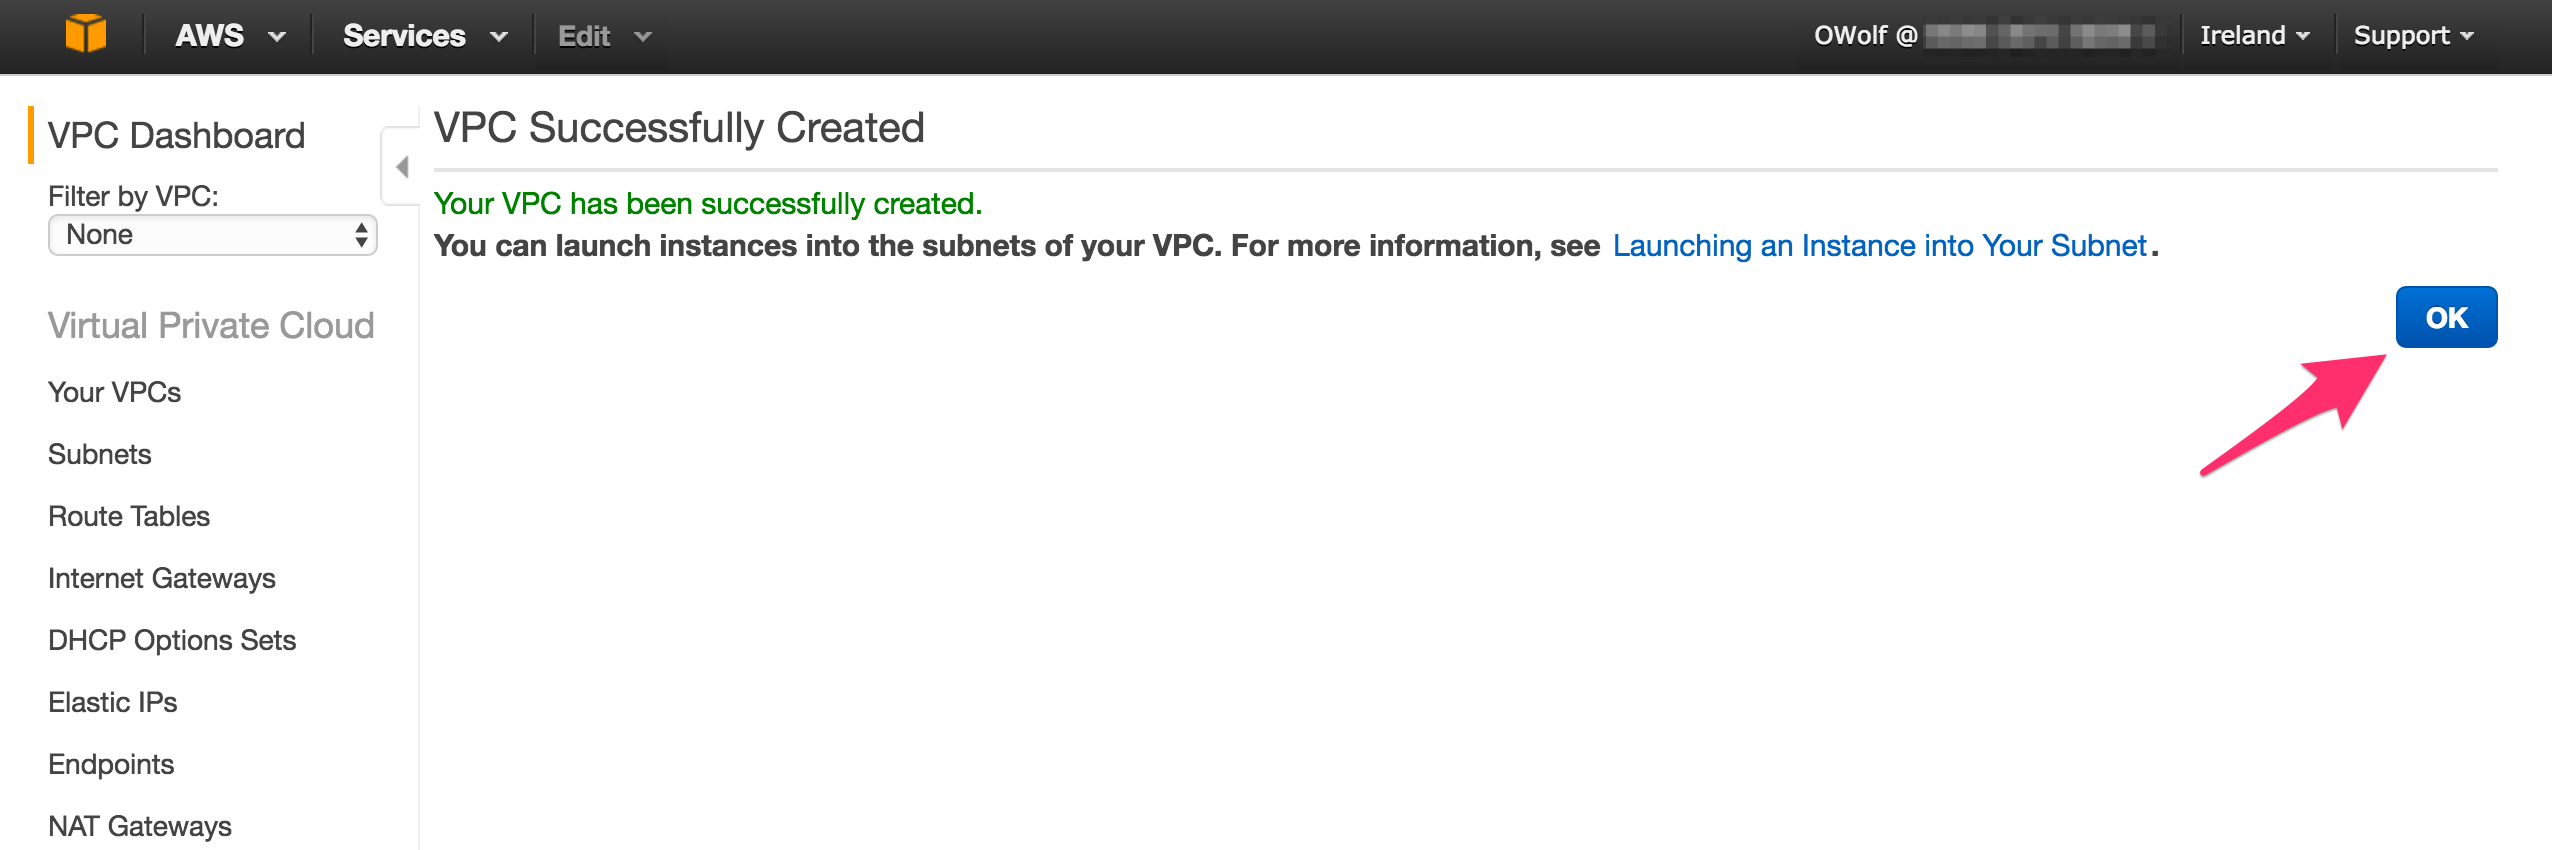 AWS Services Edit OWolf @ Ireland Support
VPC Dashboard
Filter by VPC:
None
Virtual Private Cloud
Your VPCs
Subnets
Route Tables
Internet Gateways
DHCP Options Sets
Elastic IPs
Endpoints
NAT Gateways
VPC Successfully Created
Your VPC has been successfully created.
You can launch instances into the subnets of your VPC. For more information, see Launching an Instance into Your Subnet.
OK